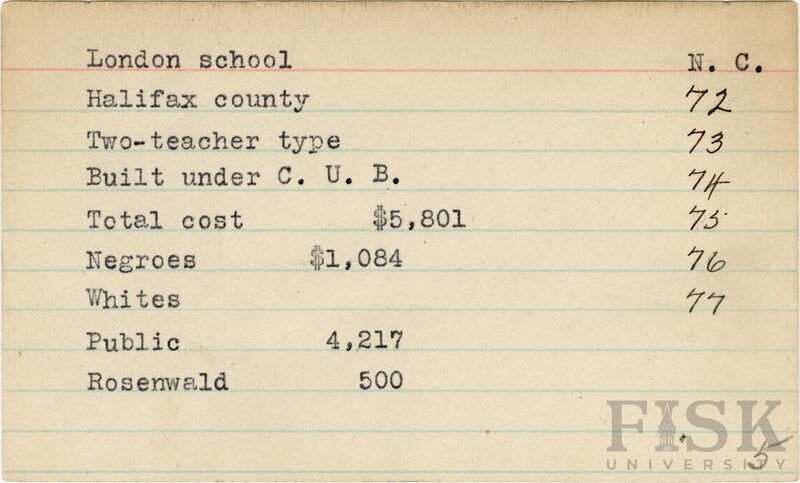 London school N. C.
Halifax county 72
Two-teacher type 73
Built under C. U. B. 74
Total cost $5,801 75
Negroes $1,084 76
Whites 77
Public 4,217
Rosenwald 500
FISK
UNIVERSITY
5